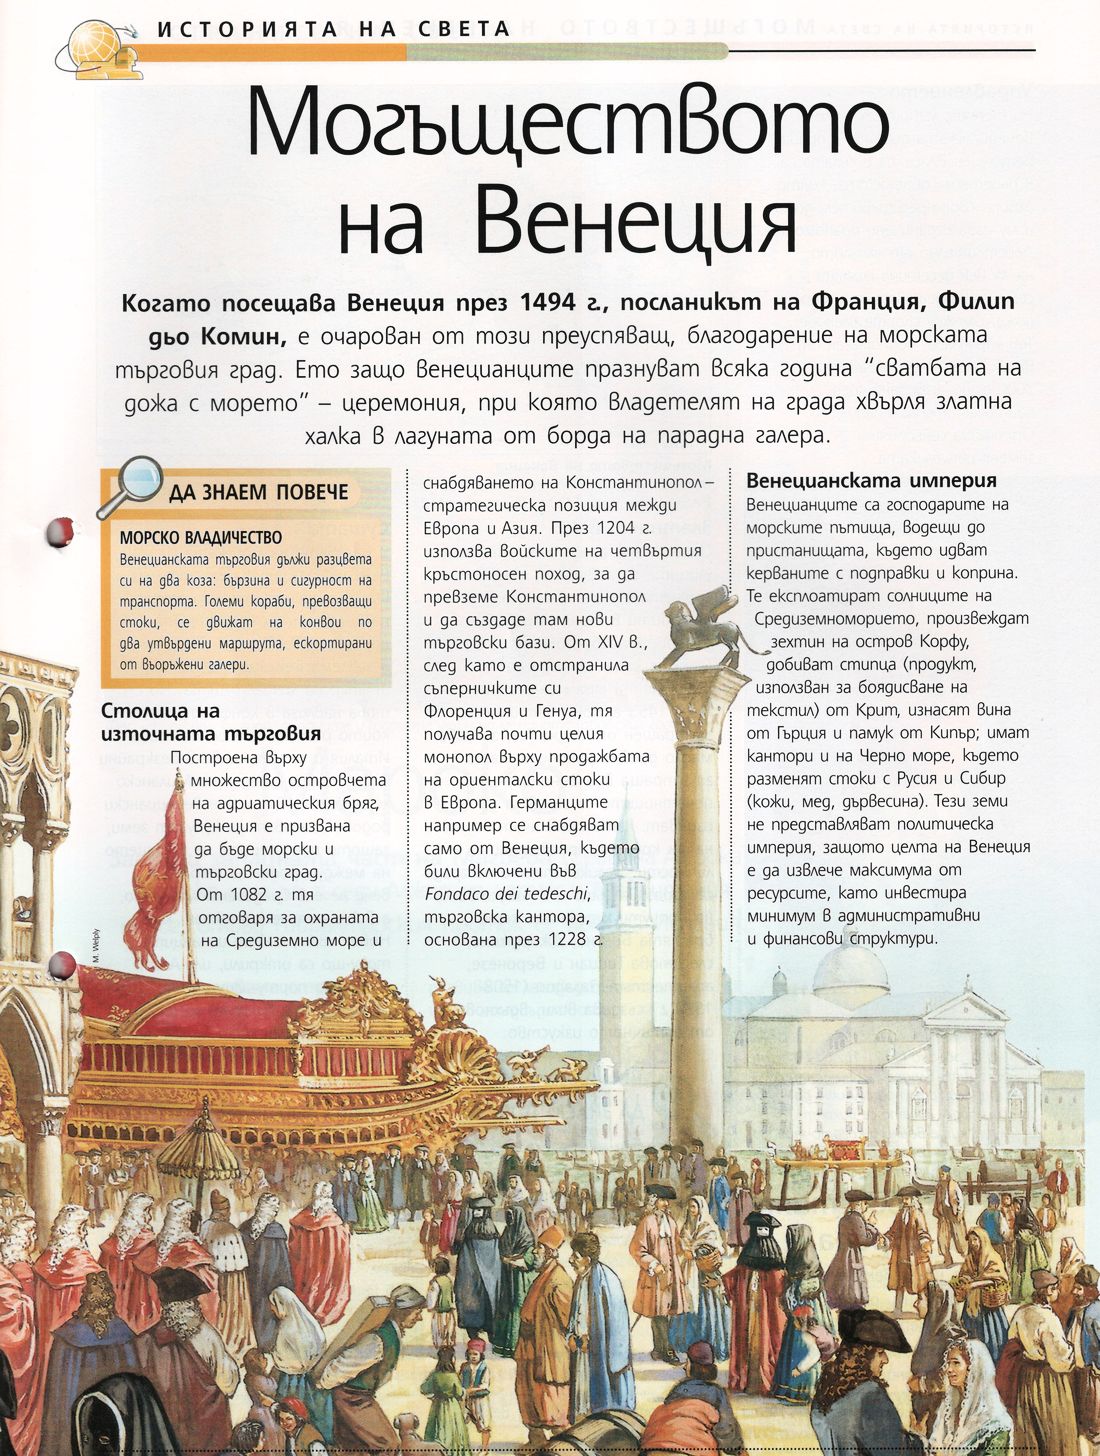 ИСТОРИЯТА НА СВЕТА
Могъществото
на Венеция
Когато посещава Венеция през 1494 г., посланикът на Франция, Филип
дьо Комин, е очарован от този преуспяващ, благодарение на морската
търговия град. Ето защо венецианците празнуват всяка година “сватбата на
дожа с морето” – церемония, при която владетелят на града хвърля златна
халка в лагуната от борда на парадна галера.
ДА ЗНАЕМ ПОВЕЧЕ
МОРСКО ВЛАДИЧЕСТВО
Венецианската търговия дължи разцвета
си на два коза: бързина и сигурност на
транспорта. Големи кораби, превозващи
стоки, се движат на конвои по
два утвърдени маршрута, ескортирани
от въоръжени галери.
Столица на
източната търговия
Построена върху
множество островчета
на адриатическия бряг,
Венеция е призвана
да бъде морски и
търговски град.
От 1082 г. тя
отговаря за охраната
на Средиземно море и
M. Welply
снабдяването на Константинопол –
стратегическа позиция между
Европа и Азия. През 1204 г.
използва войските на четвъртия
кръстоносен поход, за да
превземе Константинопол
и да създаде там нови
търговски бази. От XIV в.,
след като е отстранила
съперничките си
Флоренция и Генуа, тя
получава почти целия
монопол върху продажбата
на ориенталски стоки
в Европа. Германците
например се снабдяват
само от Венеция, където
били включени във
Fondaco dei tedeschi,
търговска кантора,
основана през 1228 г.
Венецианската империя
Венецианците са господарите на
морските пътища, водещи до
пристанищата, където идват
керваните с подправки и коприна.
Те експлоатират солниците на
Средиземноморието, произвеждат
зехтин на остров Корфу,
добиват стипца (продукт,
използван за боядисване на
текстил) от Крит, изнасят вина
от Гърция и памук от Кипър; имат
кантори и на Черно море, където
разменят стоки с Русия и Сибир
(кожи, мед, дървесина). Тези земи
не представляват политическа
империя, защото целта на Венеция
е да извлече максимума от
ресурсите, като инвестира
минимум в административни
и финансови структури.